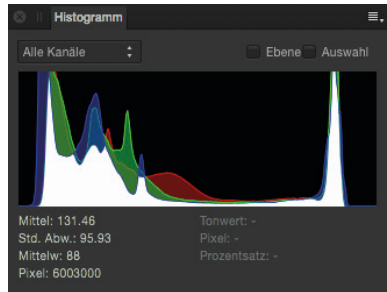 Histogramm
Alle Kanäle
Ebene Auswahl
Mittel: 131.46
Tonwert: -
Std. Abw.: 95.93
Pixel: -
Mittelw: 88
Prozentsatz: -
Pixel: 6003000